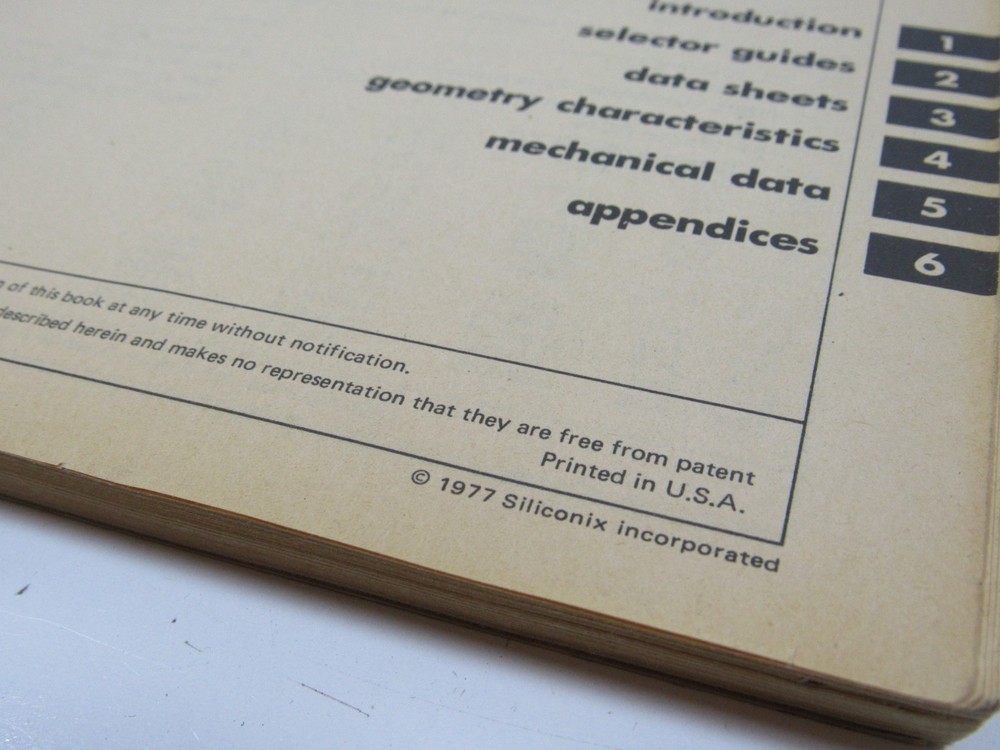 introduction 1
selector guides 2
data sheets 3
geometry characteristics 4
mechanical data 5
appendices 6
of this book at any time without notification.
described herein and makes no representation that they are free from patent
Printed in U.S.A.
© 1977 Siliconix incorporated